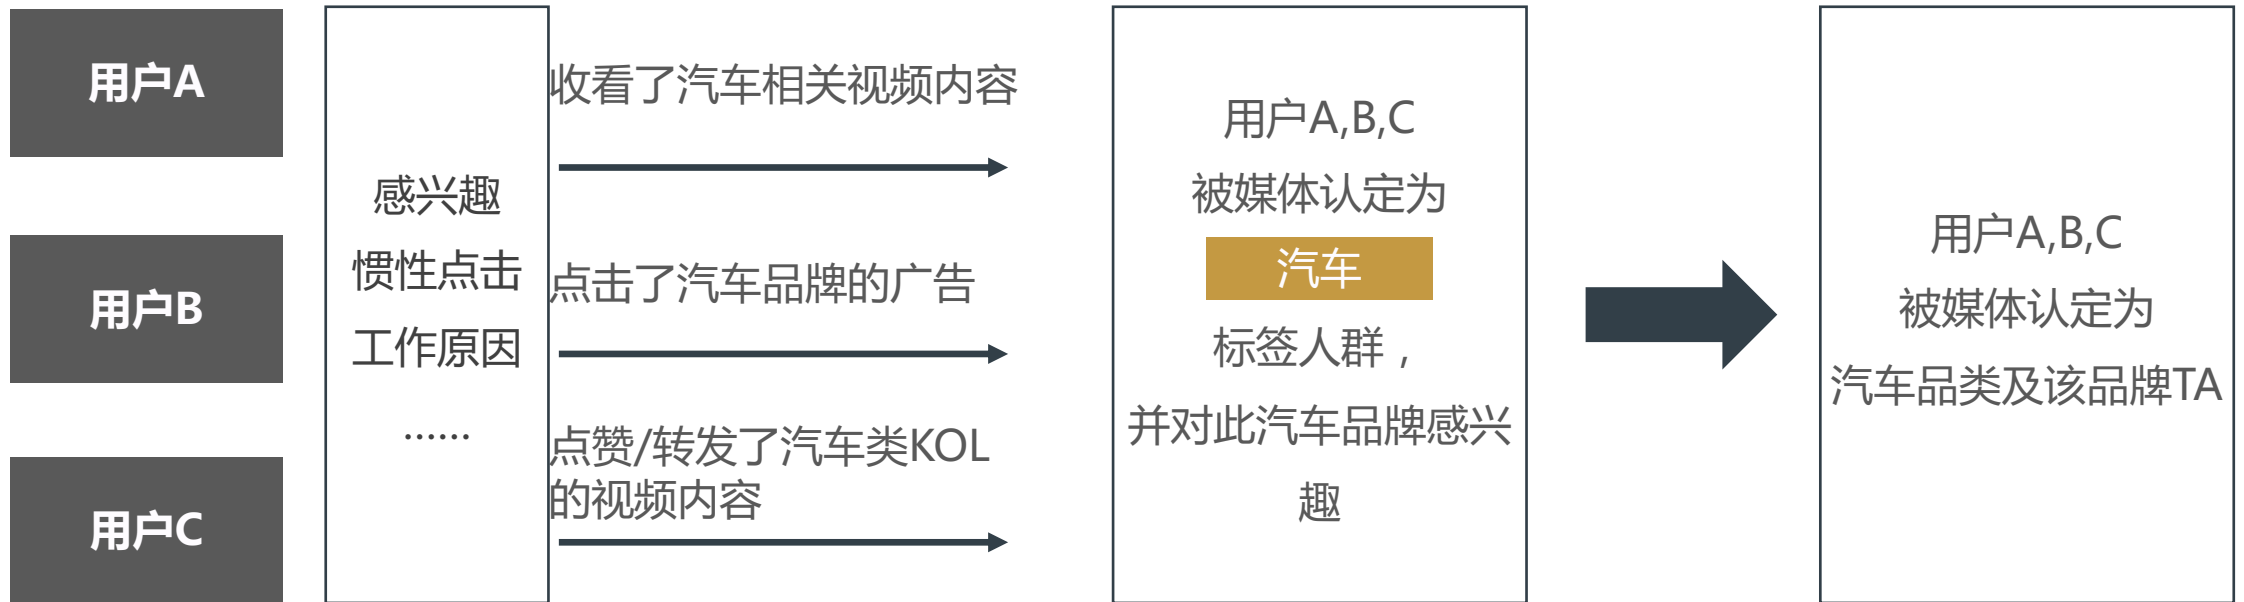 用户A
用户B
用户C
感兴趣
惯性点击
工作原因
……
收看了汽车相关视频内容
点击了汽车品牌的广告
点赞/转发了汽车类KOL
的视频内容
用户A,B,C
被媒体认定为
汽车
标签人群，
并对此汽车品牌感兴
趣
用户A,B,C
被媒体认定为
汽车品类及该品牌TA